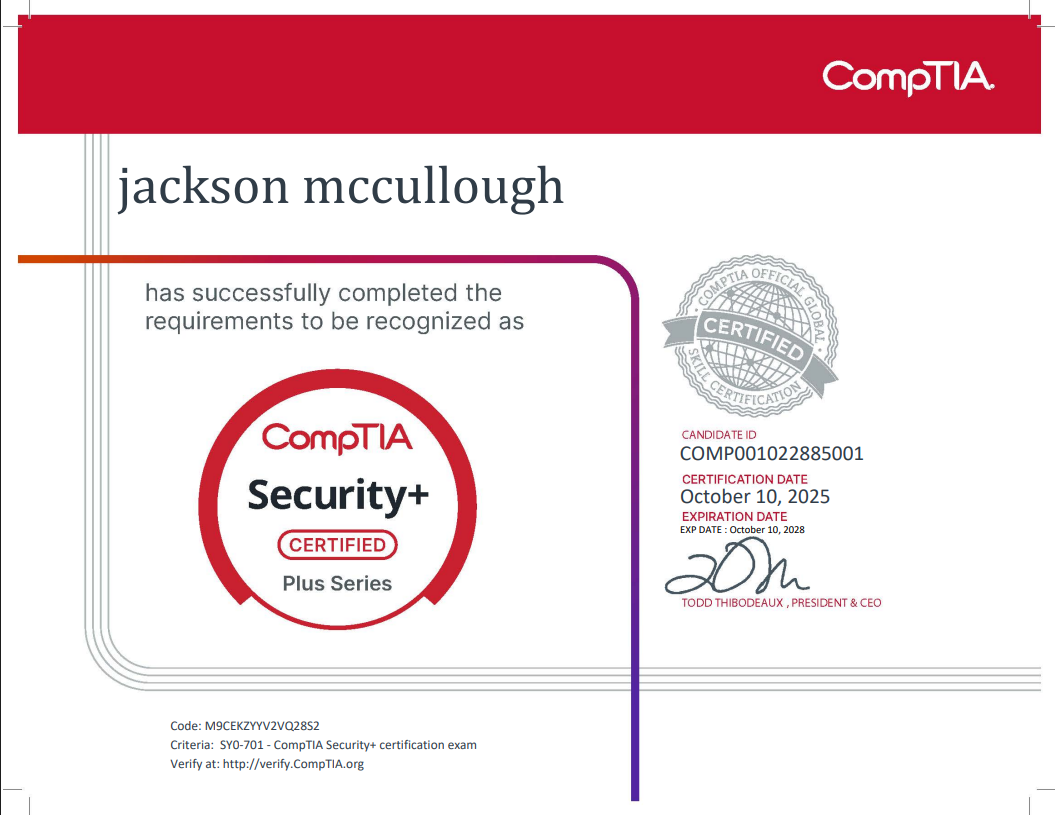 CompTIA.
jackson mccullough
has successfully completed the
requirements to be recognized as
CompTIA
Security+
CERTIFIED
Plus Series
COMPTIA OFFICIAL GLOBAL
CERTIFIED
SKILL CERTIFICATION
CANDIDATE ID
COMP001022885001
CERTIFICATION DATE
October 10, 2025
EXPIRATION DATE
EXP DATE : October 10, 2028
TODD THIBODEAUX , PRESIDENT & CEO
Code: M9CEKZYYV2VQ28S2
Criteria:  SY0-701 - CompTIA Security+ certification exam
Verify at: http://verify.CompTIA.org